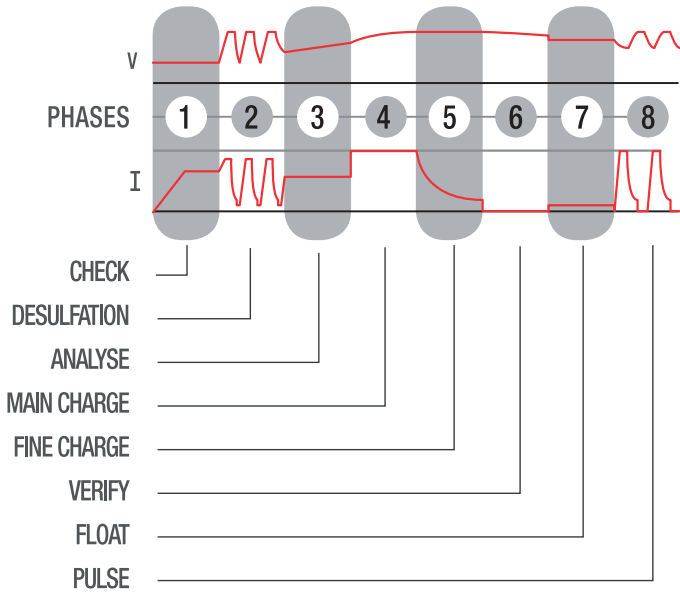 V
PHASES 1 2 3 4 5 6 7 8
I
CHECK
DESULFATION
ANALYSE
MAIN CHARGE
FINE CHARGE
VERIFY
FLOAT
PULSE